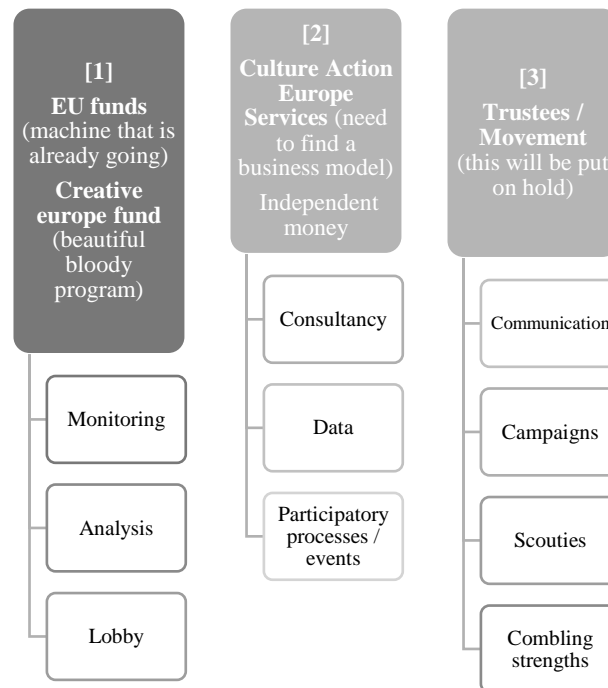 [1]
EU funds
(machine that is
already going)
Creative
europe fund
(beautiful
bloody
program)
Monitoring
Analysis
Lobby
[2]
Culture Action
Europe
Services (need
to find a
business model)
Independent
money
Consultancy
Data
Participatory
processes /
events
[3]
Trustees /
Movement
(this will be put
on hold)
Communication
Campaigns
Scouties
Combling
strengths